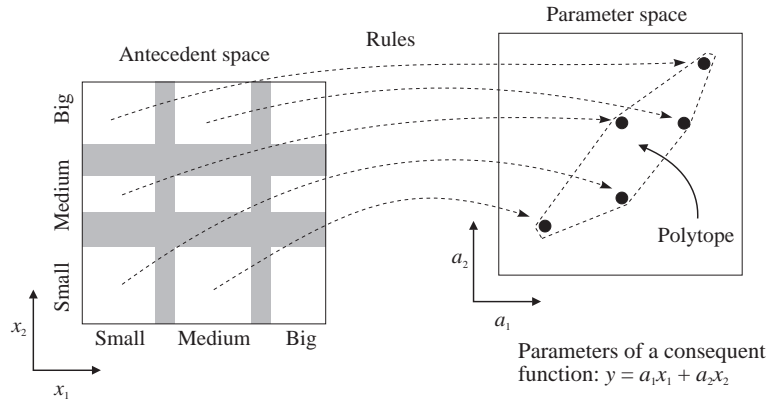 Parameter space
Rules
Antecedent space
Big
Medium
Small
Polytope
a2
a1
x2
x1
Small Medium Big
Parameters of a consequent
function: y = a1x1 + a2x2